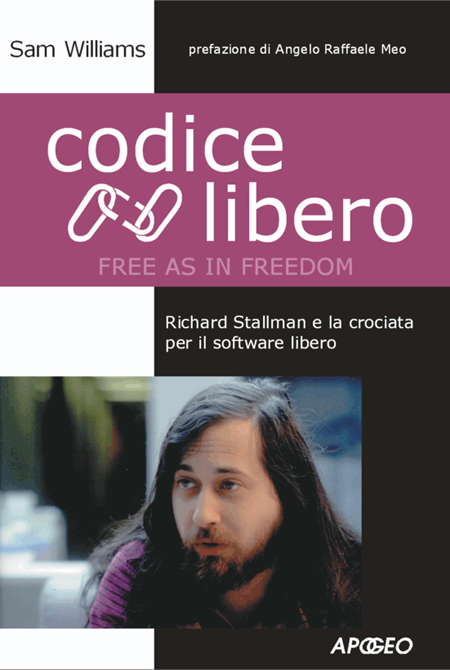 Sam Williams
prefazione di Angelo Raffaele Meo
codice
libero
FREE AS IN FREEDOM
Richard Stallman e la crociata
per il software libero
APOGEO